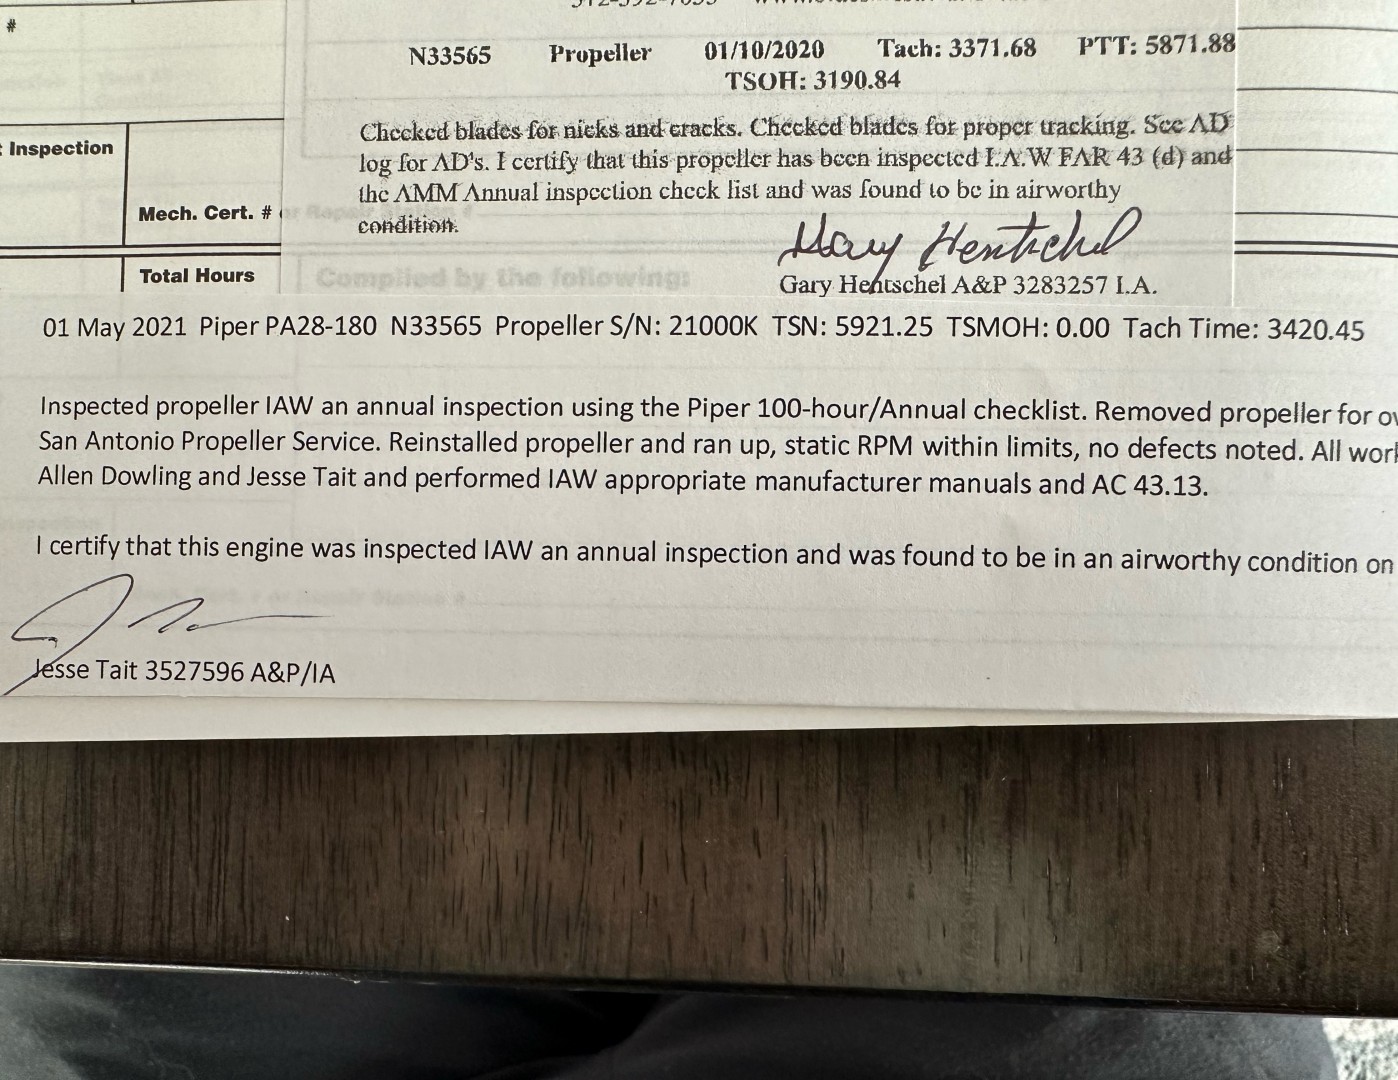 #
N33565 Propeller 01/10/2020 Tach: 3371.68 PTT: 5871.88
TSOH: 3190.84
Checked blades for nicks and cracks. Checked blades for proper tracking. See AD
log for AD's. I certify that this propeller has been inspected I.A.W FAR 43 (d) and
the AMM Annual inspection check list and was found to be in airworthy
condition.
Inspection
Mech. Cert. # or Repair Station #
Gary Hentschel
Gary Hentschel A&P 3283257 I.A.
Total Hours
Complied by the following:
01 May 2021 Piper PA28-180 N33565 Propeller S/N: 21000K TSN: 5921.25 TSMOH: 0.00 Tach Time: 3420.45
Inspected propeller IAW an annual inspection using the Piper 100-hour/Annual checklist. Removed propeller for
San Antonio Propeller Service. Reinstalled propeller and ran up, static RPM within limits, no defects noted. All
Allen Dowling and Jesse Tait and performed IAW appropriate manufacturer manuals and AC 43.13.
I certify that this engine was inspected IAW an annual inspection and was found to be in an airworthy condition on
Jesse Tait 3527596 A&P/IA